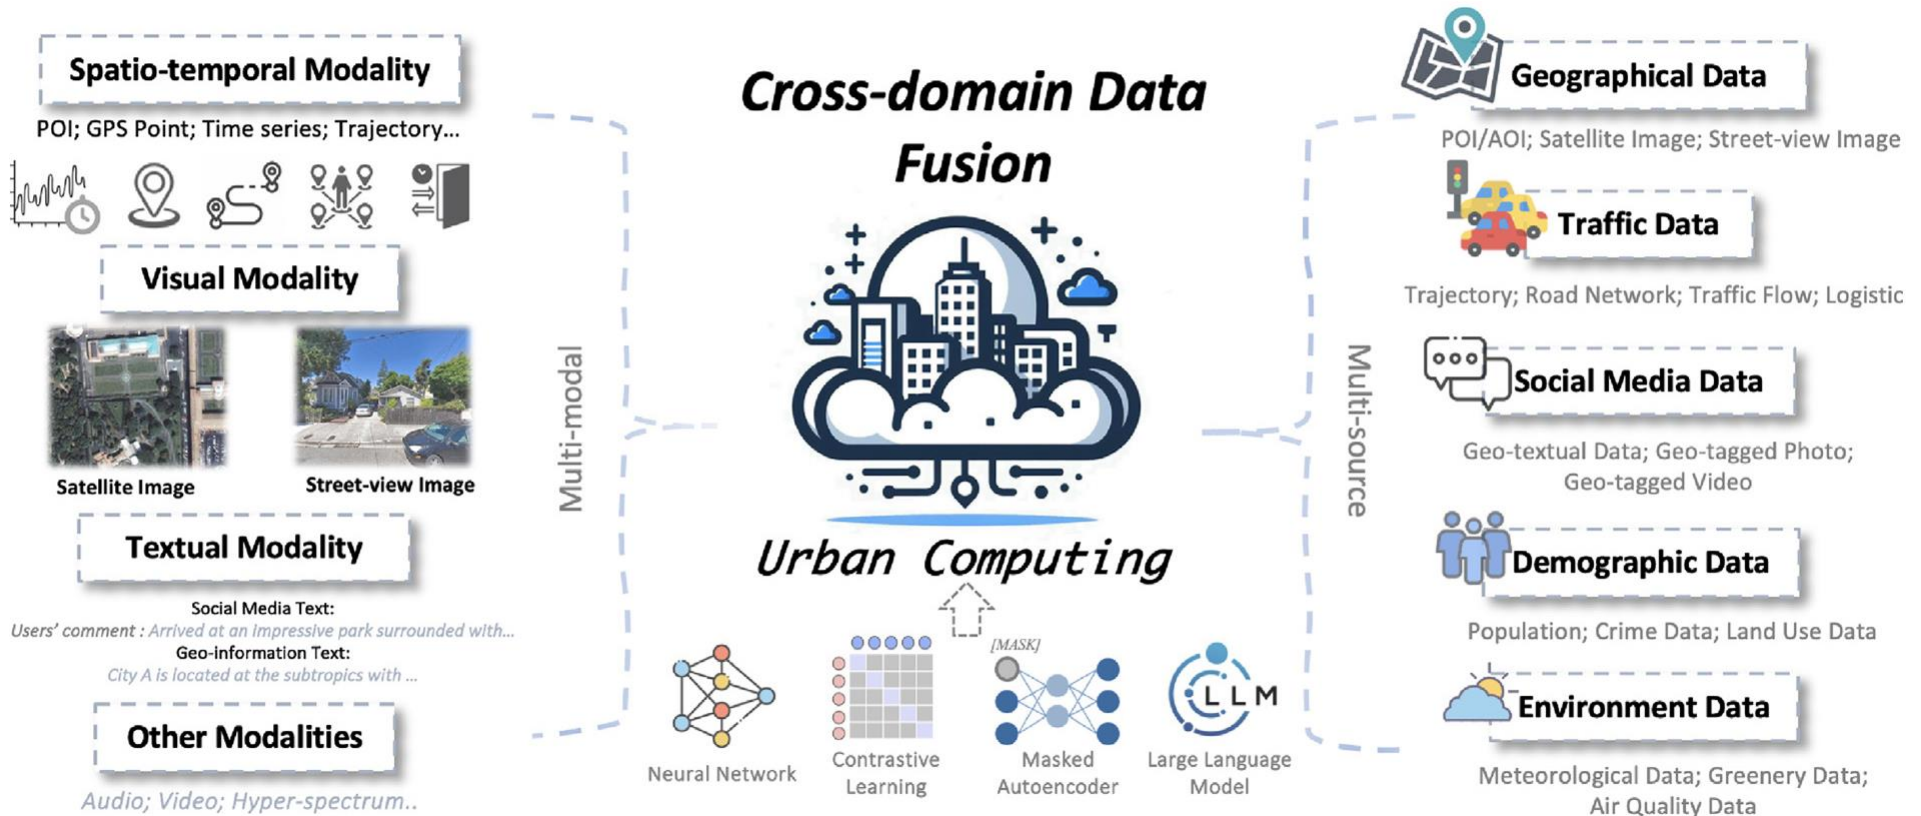 Spatio-temporal Modality
POI; GPS Point; Time series; Trajectory...
Visual Modality
Satellite Image
Street-view Image
Textual Modality
Social Media Text:
Users' comment : Arrived at an impressive park surrounded with...
Geo-information Text:
City A is located at the subtropics with ...
Other Modalities
Audio; Video; Hyper-spectrum..
Multi-modal
Cross-domain Data
Fusion
Urban Computing
[MASK]
LLM
Neural Network
Contrastive
Learning
Masked
Autoencoder
Large Language
Model
Multi-source
Geographical Data
POI/AOI; Satellite Image; Street-view Image
Traffic Data
Trajectory; Road Network; Traffic Flow; Logistic
Social Media Data
Geo-textual Data; Geo-tagged Photo;
Geo-tagged Video
Demographic Data
Population; Crime Data; Land Use Data
Environment Data
Meteorological Data; Greenery Data;
Air Quality Data